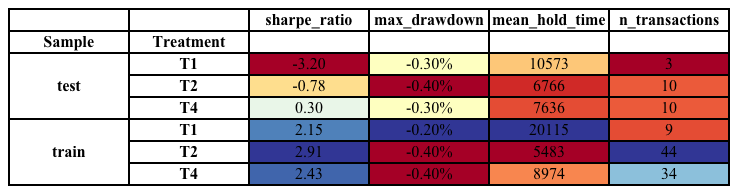 sharpe_ratio max_drawdown mean_hold_time n_transactions
Sample Treatment
test T1 -3.20 -0.30% 10573 3
T2 -0.78 -0.40% 6766 10
T4 0.30 -0.30% 7636 10
train T1 2.15 -0.20% 20115 9
T2 2.91 -0.40% 5483 44
T4 2.43 -0.40% 8974 34